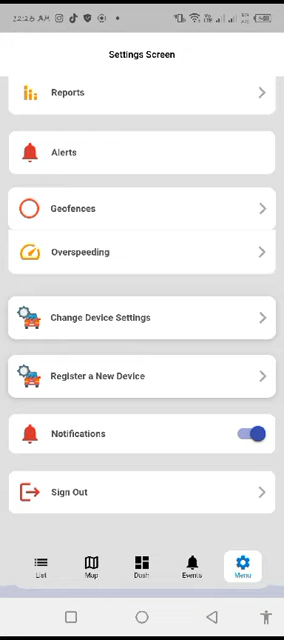 12:26 AM
Settings Screen
Reports
Alerts
Geofences
Overspeeding
Change Device Settings
Register a New Device
Notifications
Sign Out
List Map Dash Events Menu